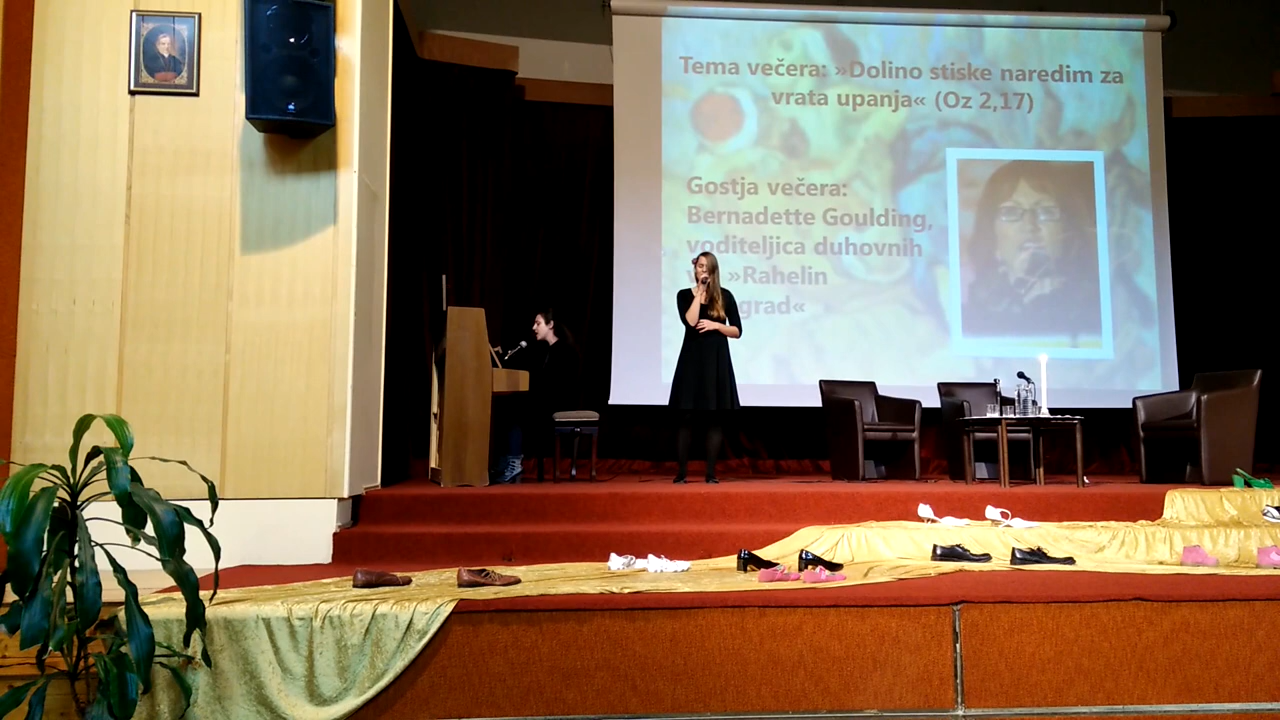 Tema večera: »Dolino stiske naredim za
vrata upanja« (Oz 2,17)
Gostja večera:
Bernadette Goulding,
voditeljica duhovnih
»Rahelin
grad«